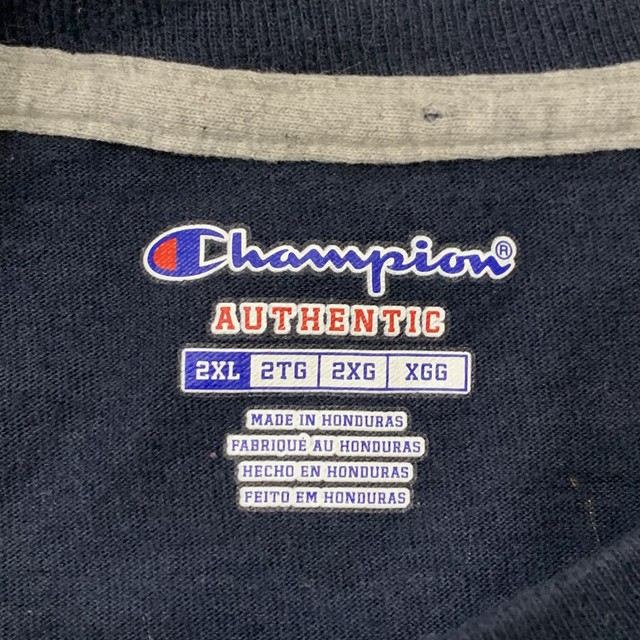 Champion®
AUTHENTIC
2XL 2TG 2XG XGG
MADE IN HONDURAS
FABRIQUÉ AU HONDURAS
HECHO EN HONDURAS
FEITO EM HONDURAS